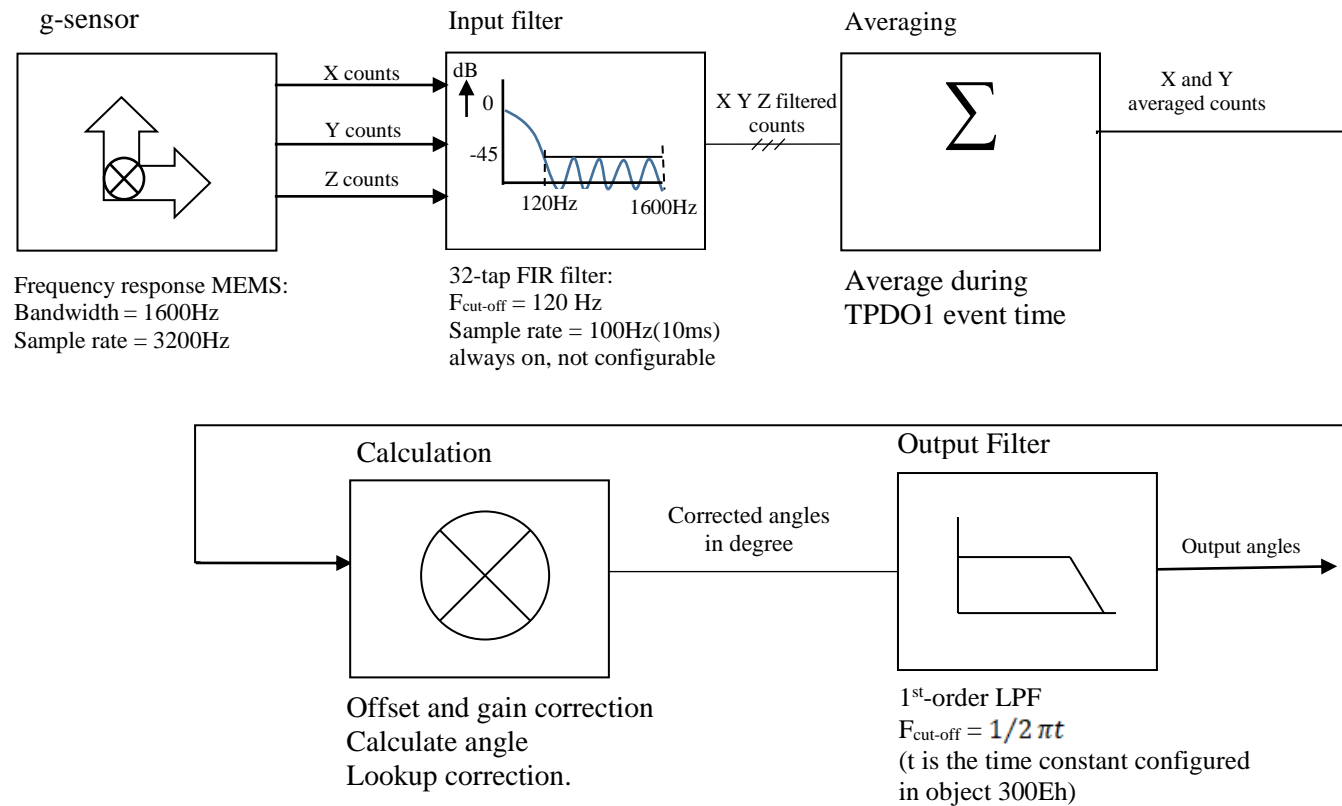 g-sensor
X counts
Y counts
Z counts
Frequency response MEMS:
Bandwidth = 1600Hz
Sample rate = 3200Hz
Input filter
dB
0
-45
120Hz
1600Hz
32-tap FIR filter:
Fcut-off = 120 Hz
Sample rate = 100Hz(10ms)
always on, not configurable
X Y Z filtered
counts
Averaging
Σ
Average during
TPDO1 event time
X and Y
averaged counts
Calculation
Offset and gain correction
Calculate angle
Lookup correction.
Corrected angles
in degree
Output Filter
1st-order LPF
Fcut-off = 1/2 πt
(t is the time constant configured
in object 300Eh)
Output angles